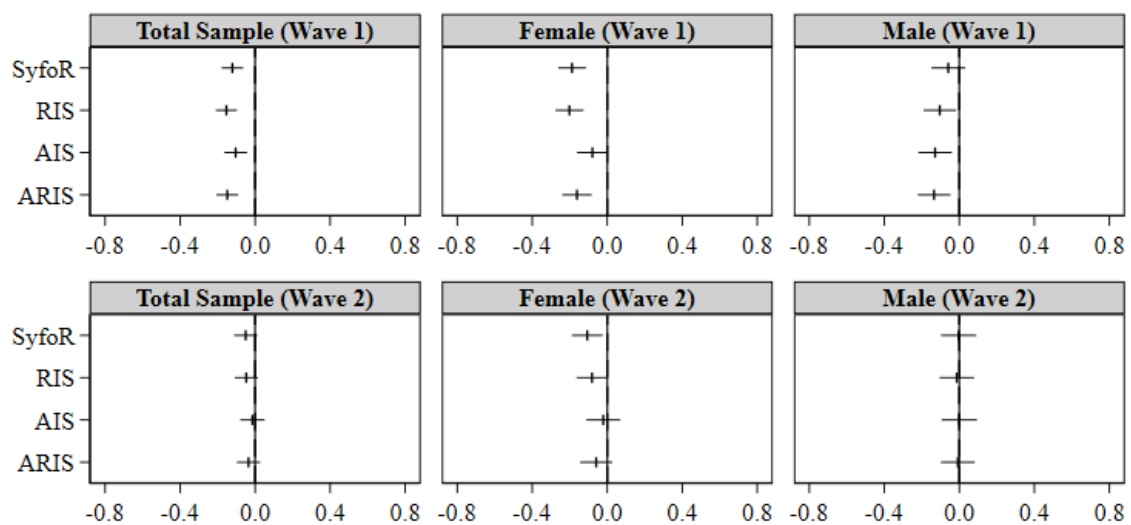 Total Sample (Wave 1) Female (Wave 1) Male (Wave 1)
SyfoR
RIS
AIS
ARIS
-0.8 -0.4 0.0 0.4 0.8 -0.8 -0.4 0.0 0.4 0.8 -0.8 -0.4 0.0 0.4 0.8
Total Sample (Wave 2) Female (Wave 2) Male (Wave 2)
SyfoR
RIS
AIS
ARIS
-0.8 -0.4 0.0 0.4 0.8 -0.8 -0.4 0.0 0.4 0.8 -0.8 -0.4 0.0 0.4 0.8